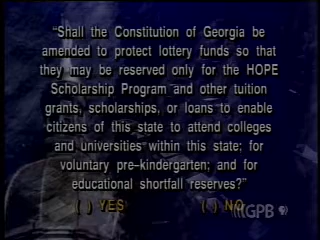 "Shall the Constitution of Georgia be
amended to protect lottery funds so that
they may be reserved only for the HOPE
Scholarship Program and other tuition
grants, scholarships, or loans to enable
citizens of this state to attend colleges
and universities within this state; for
voluntary pre–kindergarten; and for
educational shortfall reserves?"
( ) YES ( ) NO
GPB